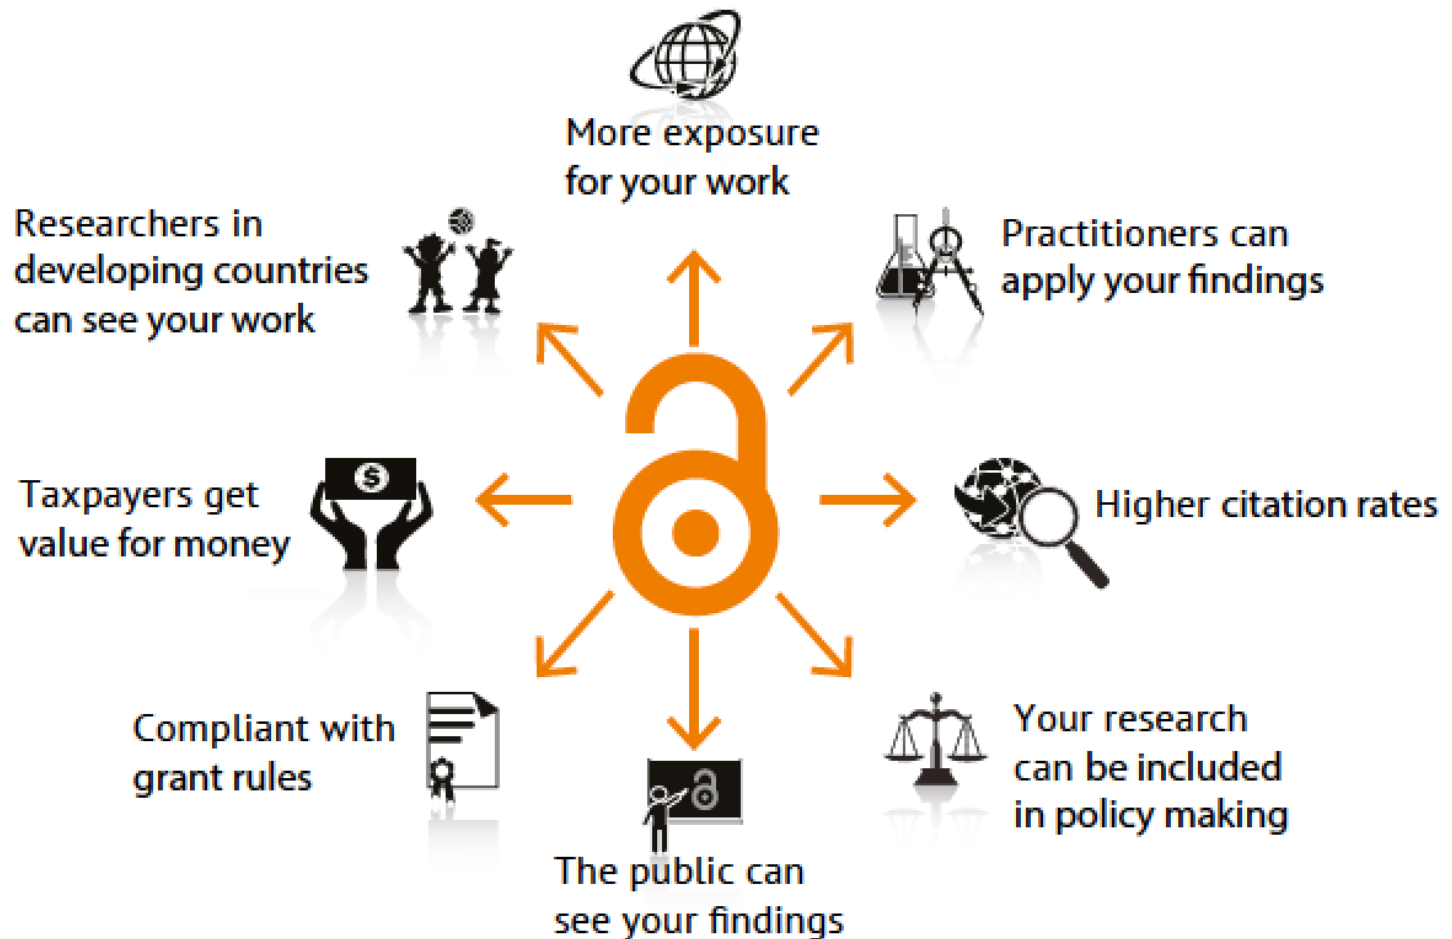 More exposure
for your work
Practitioners can
apply your findings
Higher citation rates
Your research
can be included
in policy making
The public can
see your findings
Compliant with
grant rules
Taxpayers get
value for money
Researchers in
developing countries
can see your work